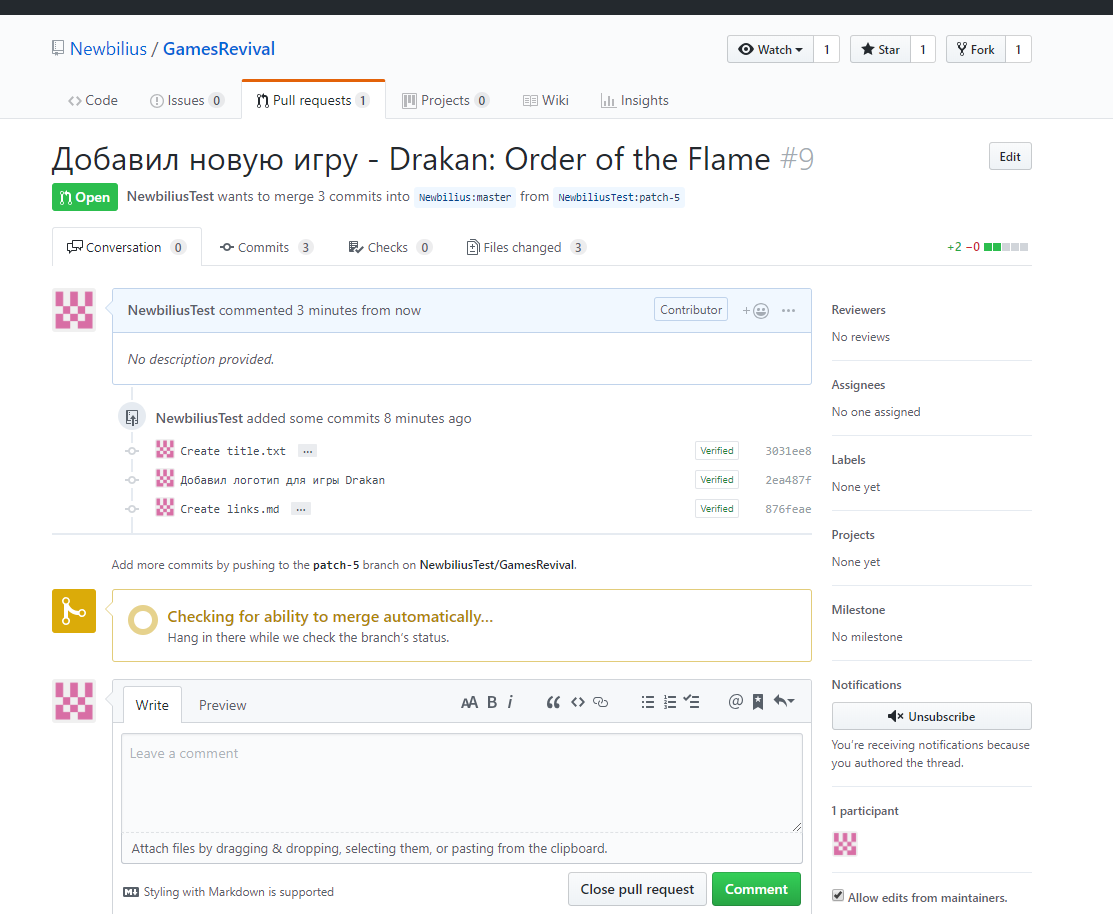 Newbilius / GamesRevival
Watch 1 Star 1 Fork 1
Code Issues 0 Pull requests 1 Projects 0 Wiki Insights
Добавил новую игру - Drakan: Order of the Flame #9
Edit
Open NewbiliusTest wants to merge 3 commits into Newbilius:master from NewbiliusTest:patch-5
Conversation 0 Commits 3 Checks 0 Files changed 3 +2 −0
NewbiliusTest commented 3 minutes from now Contributor
No description provided.
NewbiliusTest added some commits 8 minutes ago
Create title.txt … Verified 3031ee8
Добавил логотип для игры Drakan Verified 2ea487f
Create links.md … Verified 876feae
Add more commits by pushing to the patch-5 branch on NewbiliusTest/GamesRevival.
Checking for ability to merge automatically…
Hang in there while we check the branch’s status.
Write Preview
Leave a comment
Attach files by dragging & dropping, selecting them, or pasting from the clipboard.
Styling with Markdown is supported
Close pull request Comment
Reviewers
No reviews
Assignees
No one assigned
Labels
None yet
Projects
None yet
Milestone
No milestone
Notifications
Unsubscribe
You’re receiving notifications because
you authored the thread.
1 participant
Allow edits from maintainers.